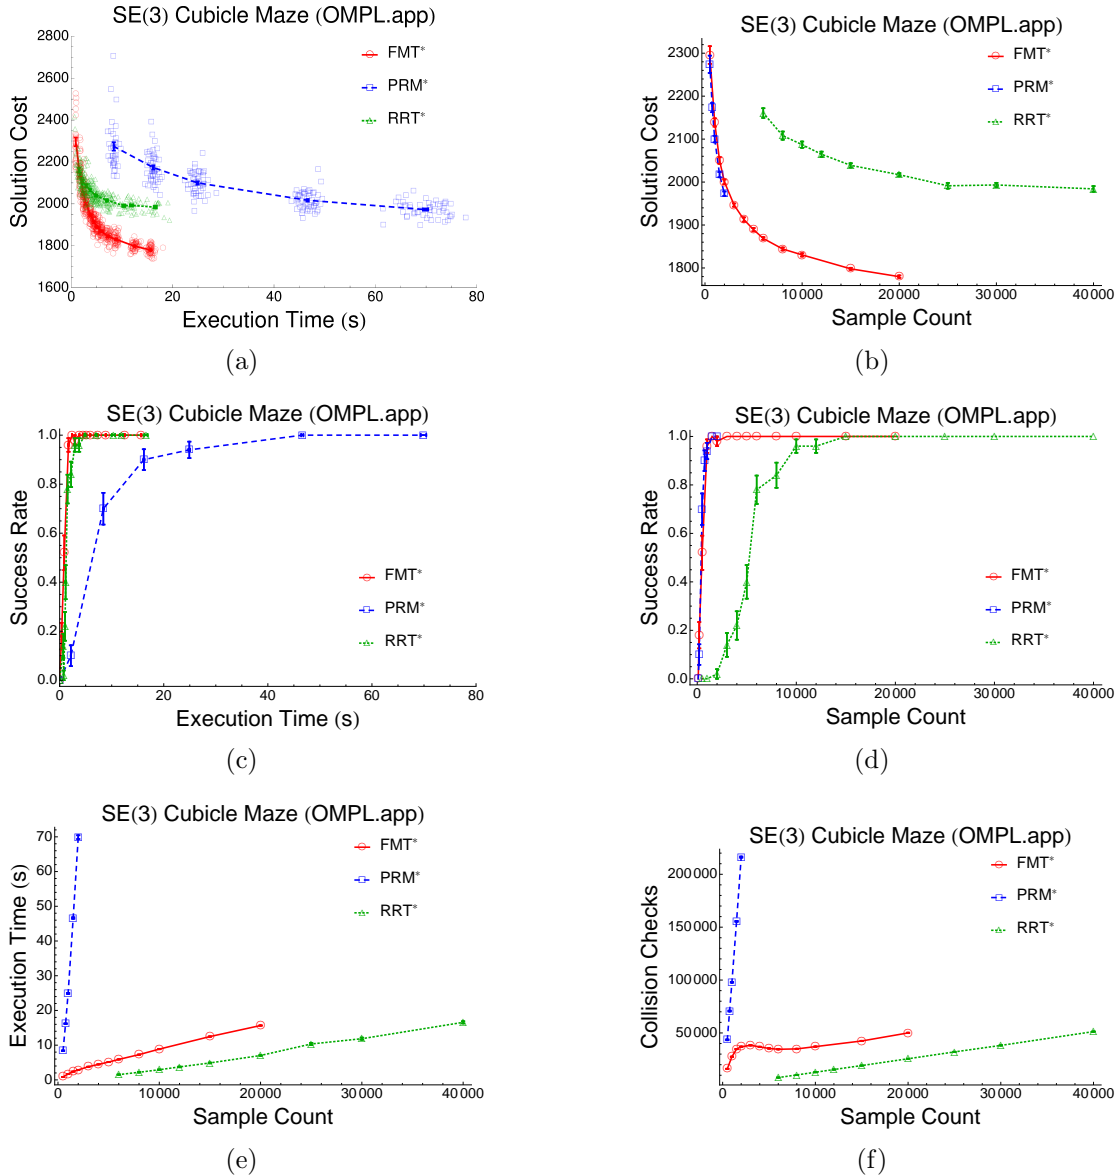 SE(3) Cubicle Maze (OMPL.app)
2800
2600
2400
2200
2000
1800
1600
Solution Cost
FMT*
PRM*
RRT*
0 20 40 60 80
Execution Time (s)
(a)
SE(3) Cubicle Maze (OMPL.app)
2300
2200
2100
2000
1900
1800
Solution Cost
FMT*
PRM*
RRT*
0 10000 20000 30000 40000
Sample Count
(b)
SE(3) Cubicle Maze (OMPL.app)
1.0
0.8
0.6
0.4
0.2
0.0
Success Rate
FMT*
PRM*
RRT*
0 20 40 60 80
Execution Time (s)
(c)
SE(3) Cubicle Maze (OMPL.app)
1.0
0.8
0.6
0.4
0.2
0.0
Success Rate
FMT*
PRM*
RRT*
0 10000 20000 30000 40000
Sample Count
(d)
SE(3) Cubicle Maze (OMPL.app)
70
60
50
40
30
20
10
0
Execution Time (s)
FMT*
PRM*
RRT*
0 10000 20000 30000 40000
Sample Count
(e)
SE(3) Cubicle Maze (OMPL.app)
200000
150000
100000
50000
Collision Checks
FMT*
PRM*
RRT*
0 10000 20000 30000 40000
Sample Count
(f)